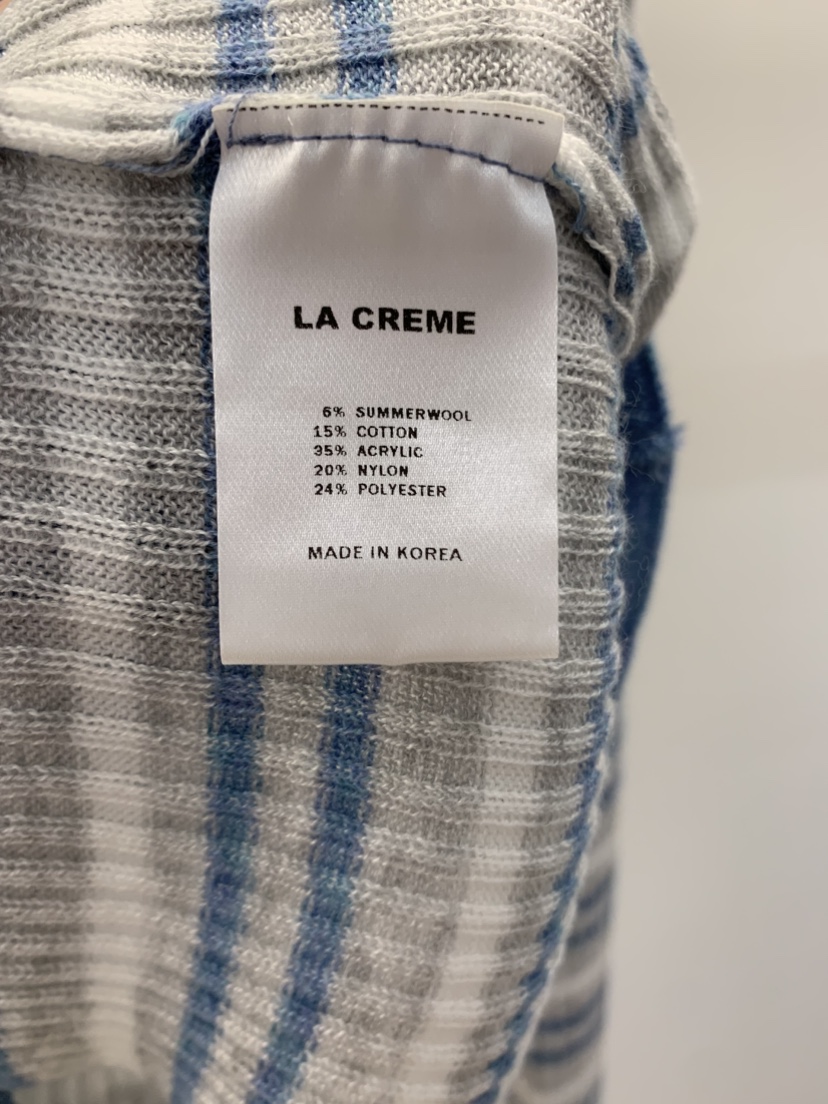 LA CREME
6% SUMMERWOOL
15% COTTON
35% ACRYLIC
20% NYLON
24% POLYESTER
MADE IN KOREA